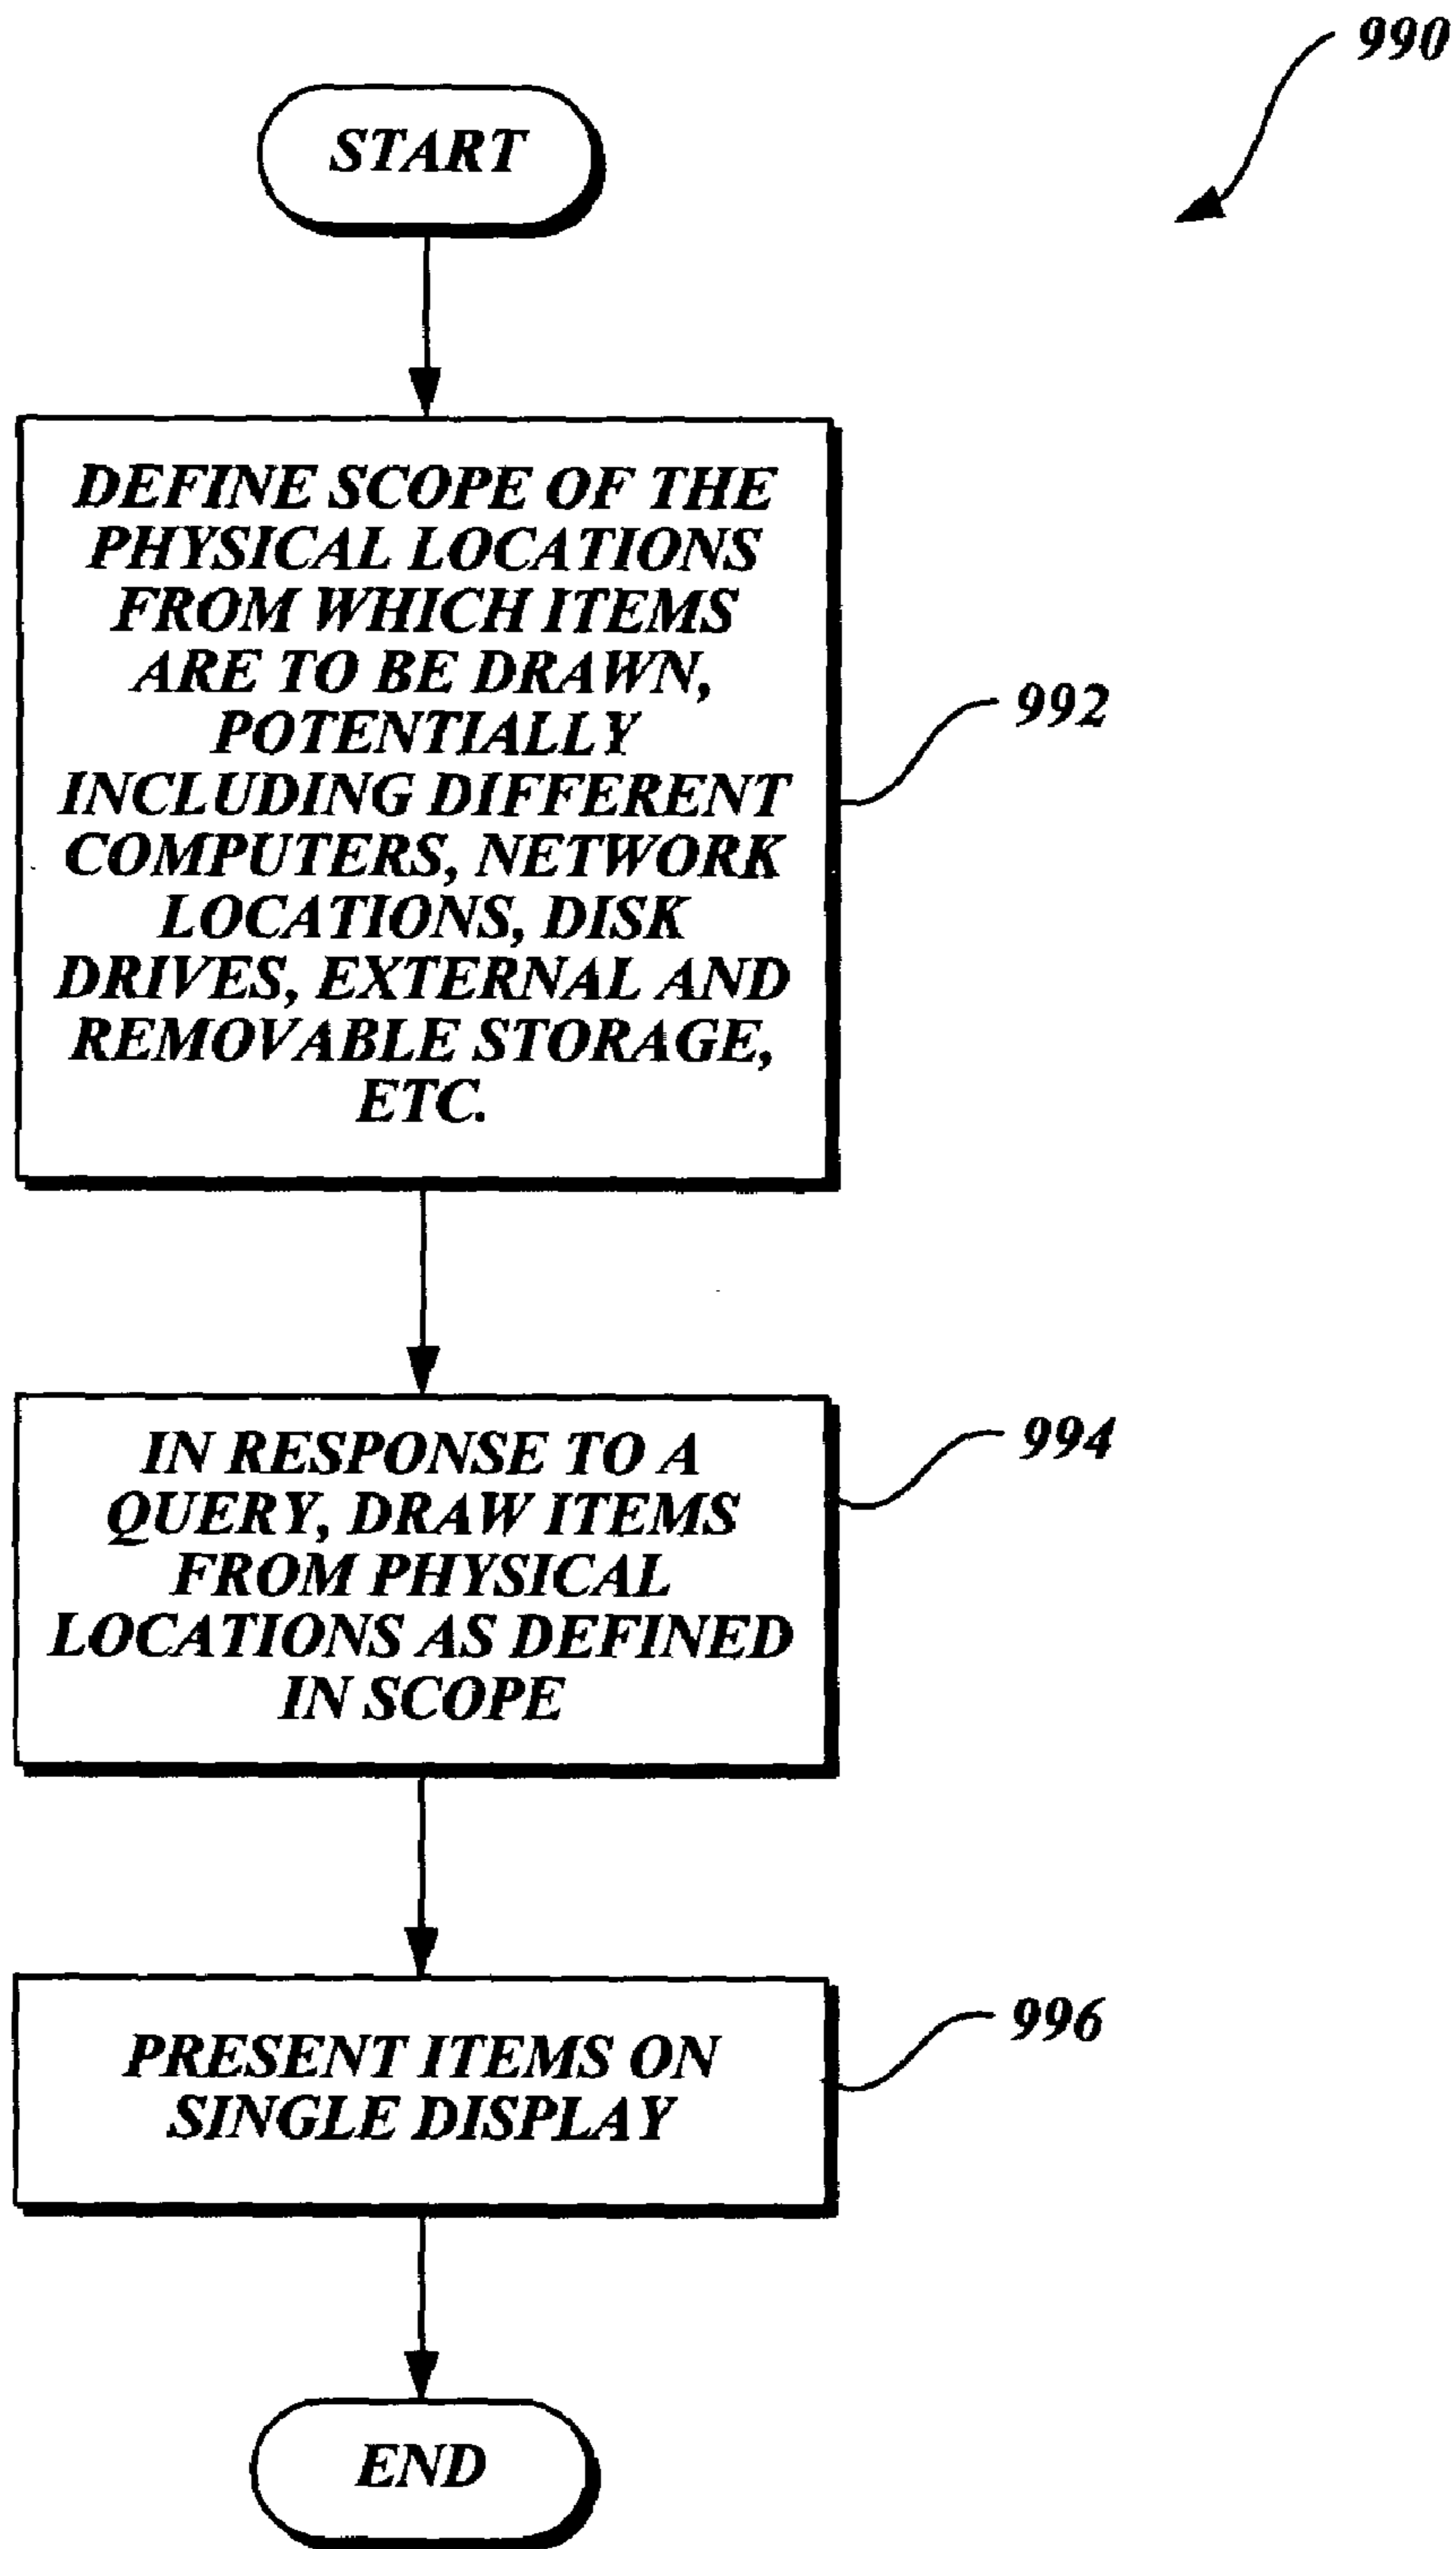 990
START
DEFINE SCOPE OF THE
PHYSICAL LOCATIONS
FROM WHICH ITEMS
ARE TO BE DRAWN,
POTENTIALLY
INCLUDING DIFFERENT
COMPUTERS, NETWORK
LOCATIONS, DISK
DRIVES, EXTERNAL AND
REMOVABLE STORAGE,
ETC.
992
IN RESPONSE TO A
QUERY, DRAW ITEMS
FROM PHYSICAL
LOCATIONS AS DEFINED
IN SCOPE
994
PRESENT ITEMS ON
SINGLE DISPLAY
996
END